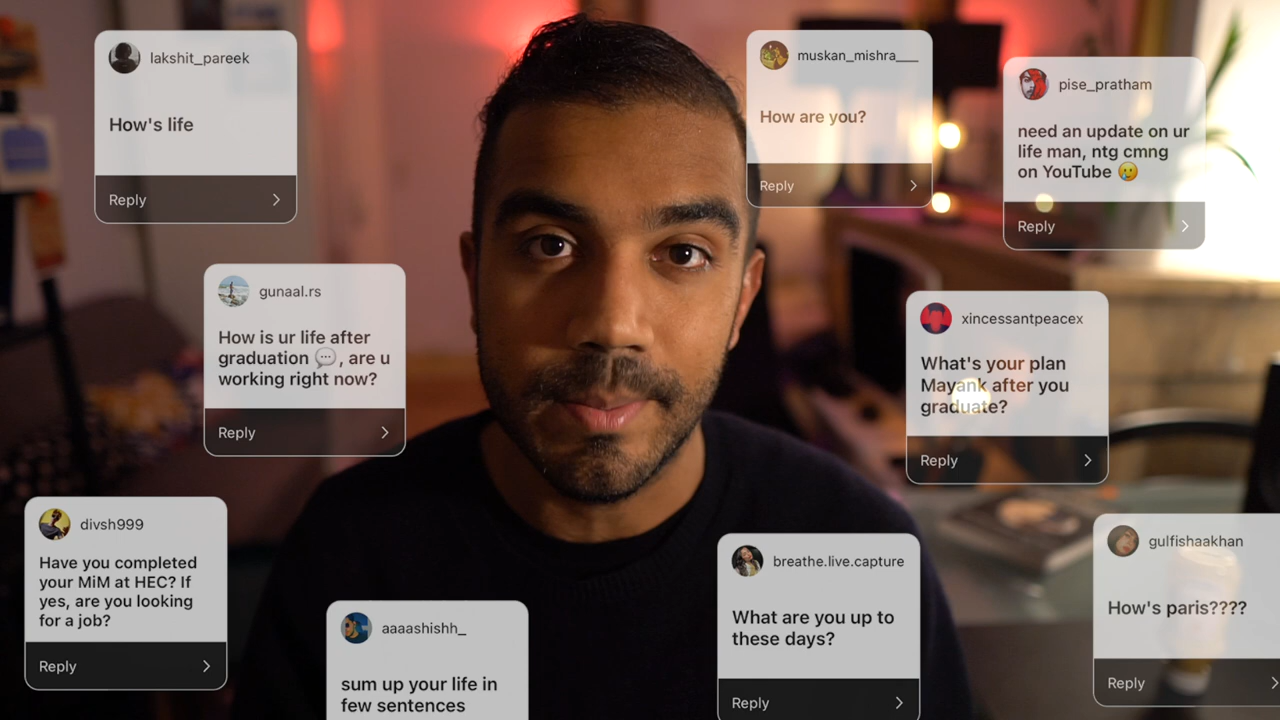 lakshit_pareek
How's life
Reply
muskan_mishra___
How are you?
Reply
pise_pratham
need an update on ur
life man, ntg cmng
on YouTube 🥲
Reply
gunaal.rs
How is ur life after
graduation 💬, are u
working right now?
Reply
xincessantpeacex
What's your plan
Mayank after you
graduate?
Reply
divsh999
Have you completed
your MiM at HEC? If
yes, are you looking
for a job?
Reply
aaaashishh_
sum up your life in
few sentences
breathe.live.capture
What are you up to
these days?
Reply
gulfishaakhan
How's paris????
Reply